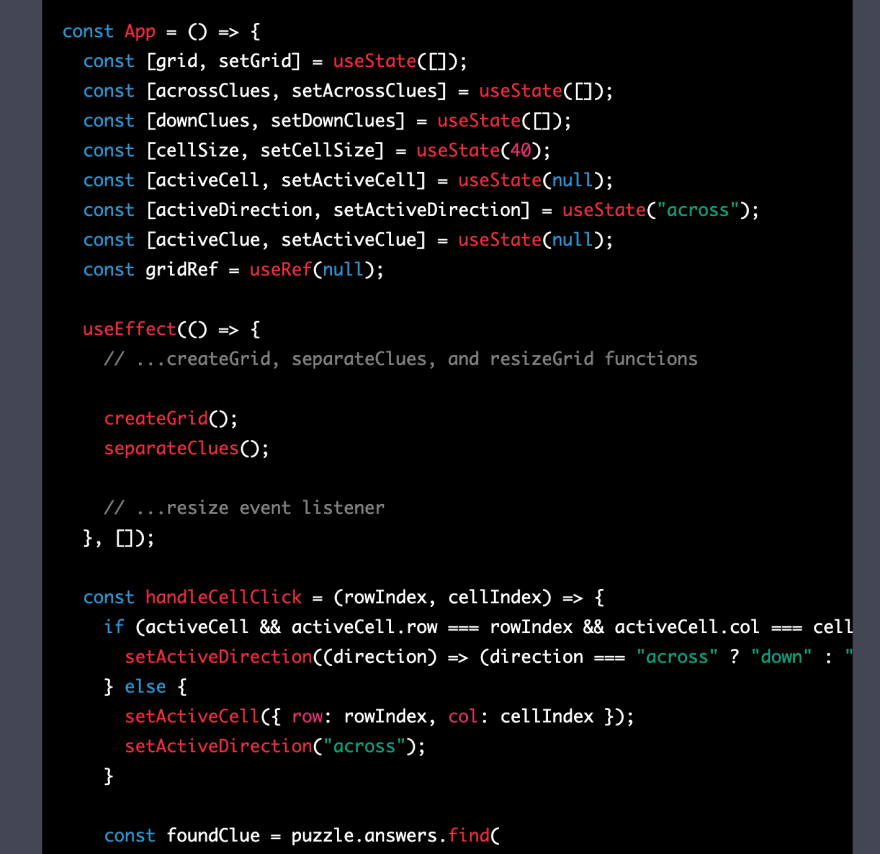 const App = () => {
const [grid, setGrid] = useState([]);
const [acrossClues, setAcrossClues] = useState([]);
const [downClues, setDownClues] = useState([]);
const [cellSize, setCellSize] = useState(40);
const [activeCell, setActiveCell] = useState(null);
const [activeDirection, setActiveDirection] = useState("across");
const [activeClue, setActiveClue] = useState(null);
const gridRef = useRef(null);
useEffect(() => {
// ...createGrid, separateClues, and resizeGrid functions
createGrid();
separateClues();
// ...resize event listener
}, []);
const handleCellClick = (rowIndex, cellIndex) => {
if (activeCell && activeCell.row === rowIndex && activeCell.col === cell
setActiveDirection((direction) => (direction === "across" ? "down" : "
} else {
setActiveCell({ row: rowIndex, col: cellIndex });
setActiveDirection("across");
}
const foundClue = puzzle.answers.find(